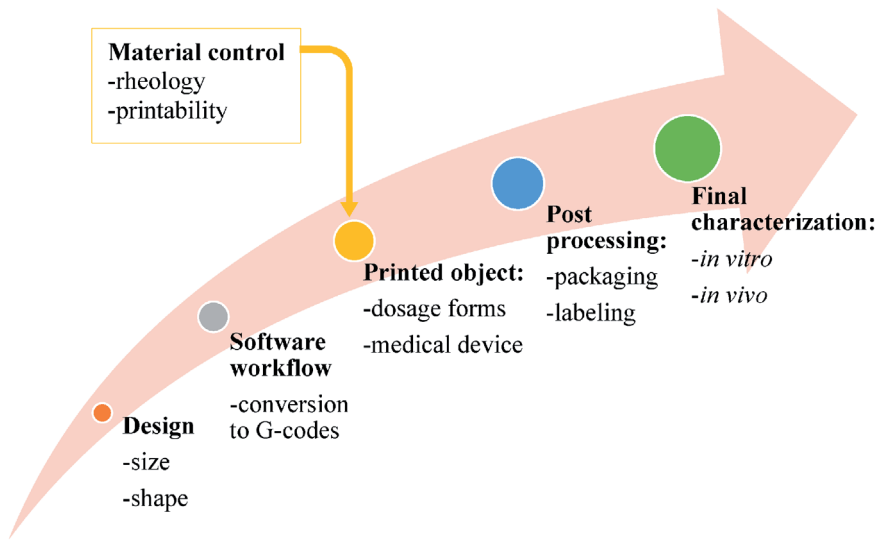 Material control
-rheology
-printability
Design
-size
-shape
Software
workflow
-conversion
to G-codes
Printed object:
-dosage forms
-medical device
Post
processing:
-packaging
-labeling
Final
characterization:
-in vitro
-in vivo